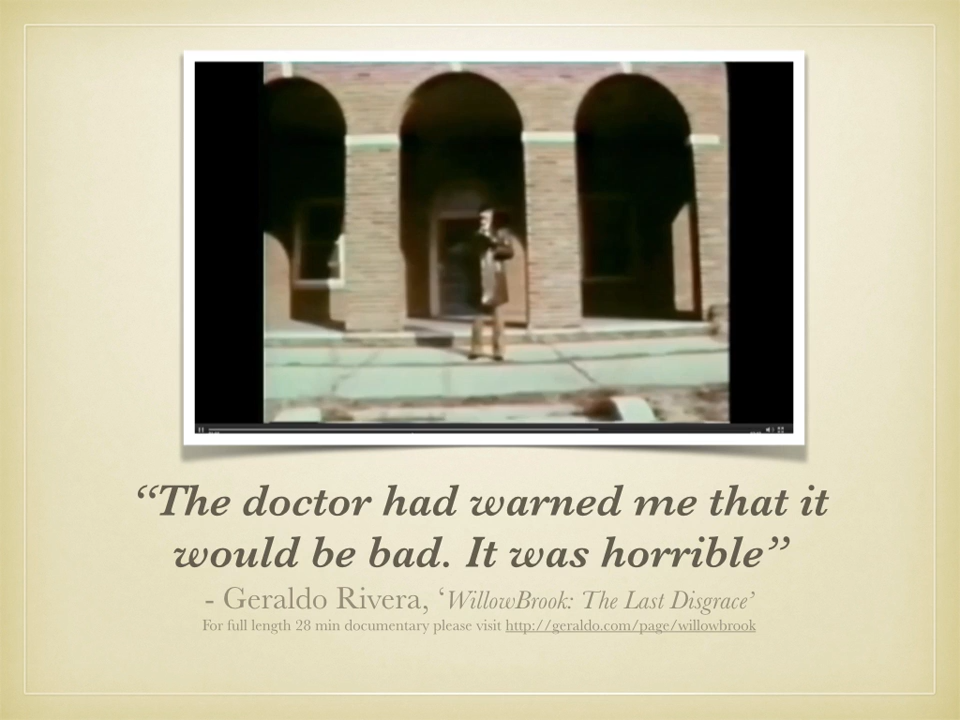 “The doctor had warned me that it
would be bad. It was horrible”
- Geraldo Rivera, ‘WillowBrook: The Last Disgrace’
For full length 28 min documentary please visit http://geraldo.com/page/willowbrook